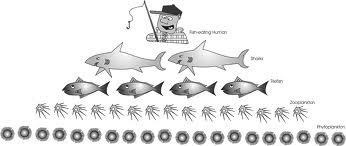 Fish-eating Human
Sharks
Fishes
Zooplankton
Phytoplankton